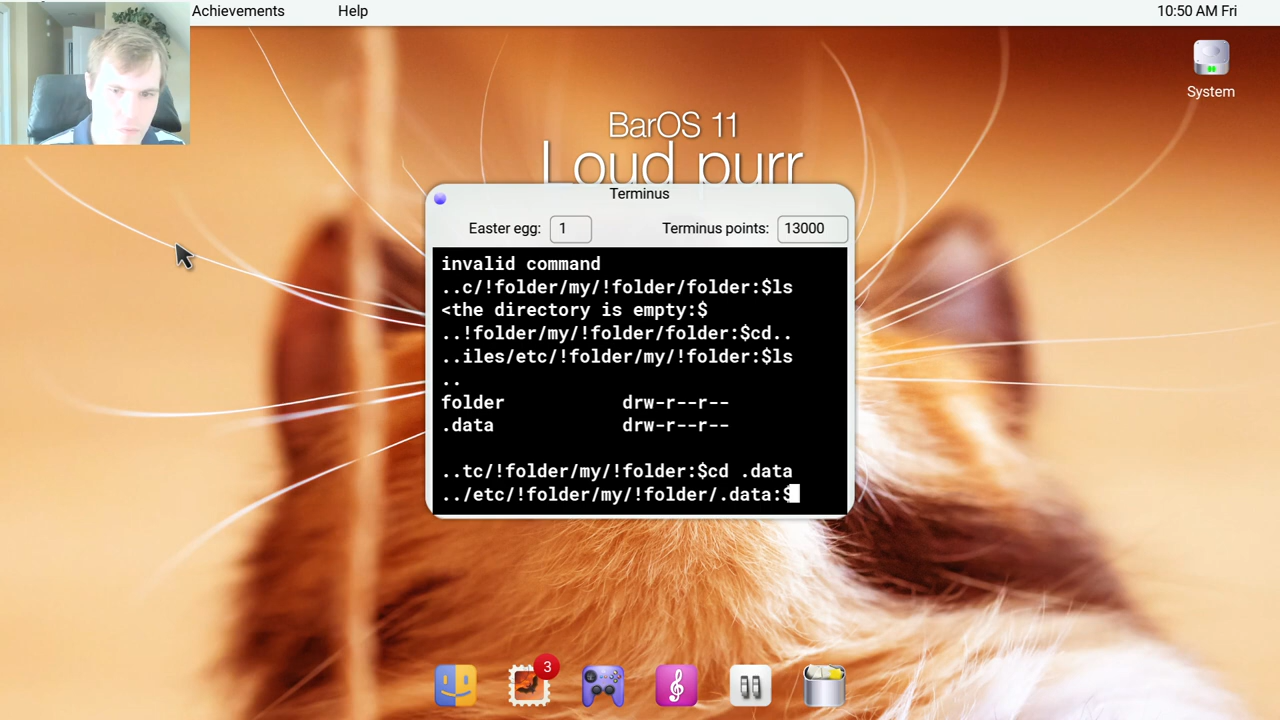 Achievements Help 10:50 AM Fri
System
BarOS 11
Loud purr
Terminus
Easter egg: 1 Terminus points: 13000
invalid command
..c/!folder/my/!folder/folder:$ls
<the directory is empty:$
..!folder/my/!folder/folder:$cd..
..iles/etc/!folder/my/!folder:$ls
..
folder drw-r--r--
.data drw-r--r--
..tc/!folder/my/!folder:$cd .data
../etc/!folder/my/!folder/.data:$
3